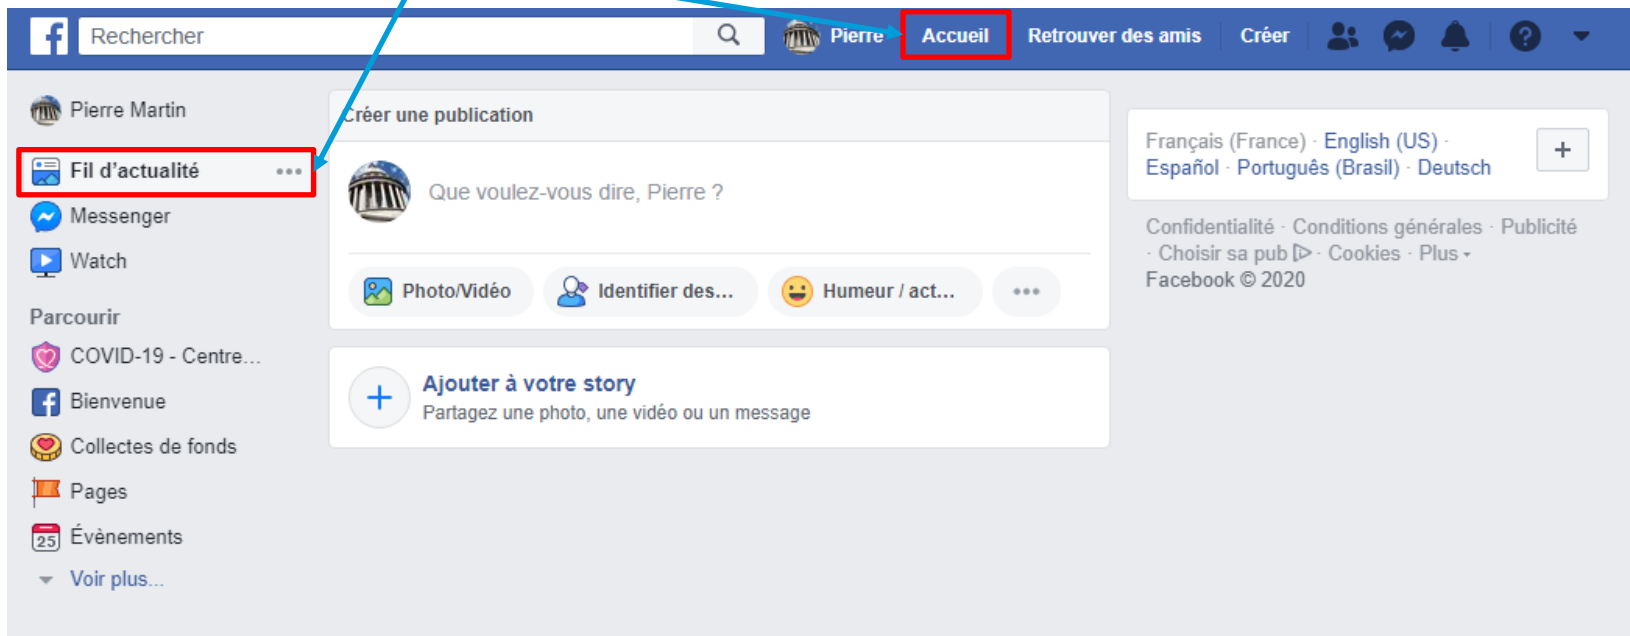 f
Rechercher
Pierre
Accueil
Retrouver des amis
Créer
?
Pierre Martin
Fil d'actualité
Messenger
Watch
Parcourir
COVID-19 - Centre...
Bienvenue
Collectes de fonds
Pages
25
Évènements
Voir plus...
Créer une publication
Que voulez-vous dire, Pierre ?
Photo/Vidéo
Identifier des...
Humeur / act...
Ajouter à votre story
Partagez une photo, une vidéo ou un message
Français (France) · English (US) ·
Español · Português (Brasil) · Deutsch
+
Confidentialité · Conditions générales · Publicité
· Choisir sa pub · Cookies · Plus
Facebook © 2020